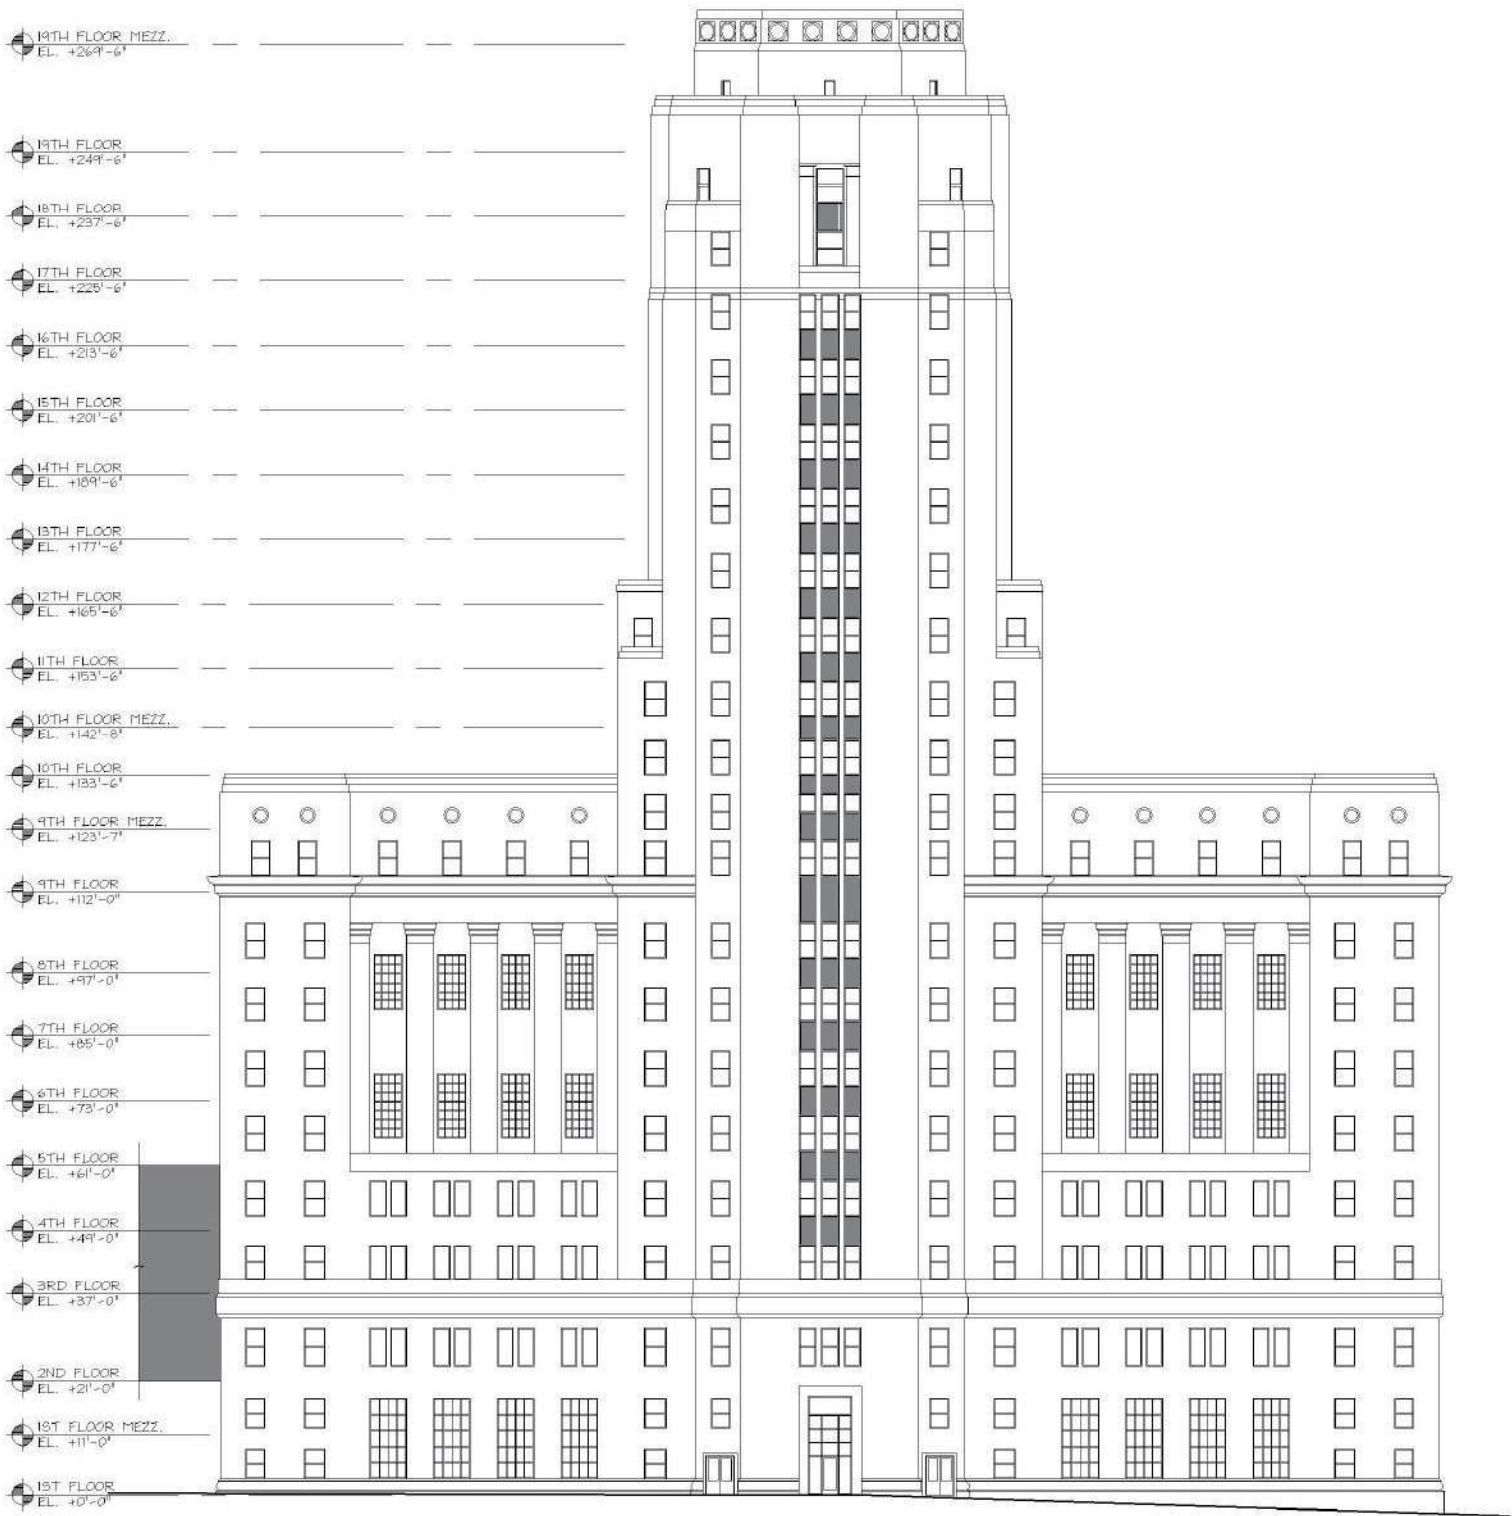 19TH FLOOR MEZZ.
EL. +269'-6"
19TH FLOOR
EL. +249'-6"
18TH FLOOR
EL. +237'-6"
17TH FLOOR
EL. +225'-6"
16TH FLOOR
EL. +213'-6"
15TH FLOOR
EL. +201'-6"
14TH FLOOR
EL. +189'-6"
13TH FLOOR
EL. +177'-6"
12TH FLOOR
EL. +165'-6"
11TH FLOOR
EL. +153'-6"
10TH FLOOR MEZZ.
EL. +142'-8"
10TH FLOOR
EL. +133'-6"
9TH FLOOR MEZZ.
EL. +123'-7"
9TH FLOOR
EL. +112'-0"
8TH FLOOR
EL. +97'-0"
7TH FLOOR
EL. +85'-0"
6TH FLOOR
EL. +73'-0"
5TH FLOOR
EL. +61'-0"
4TH FLOOR
EL. +49'-0"
3RD FLOOR
EL. +37'-0"
2ND FLOOR
EL. +21'-0"
1ST FLOOR MEZZ.
EL. +11'-0"
1ST FLOOR
EL. +0'-0"